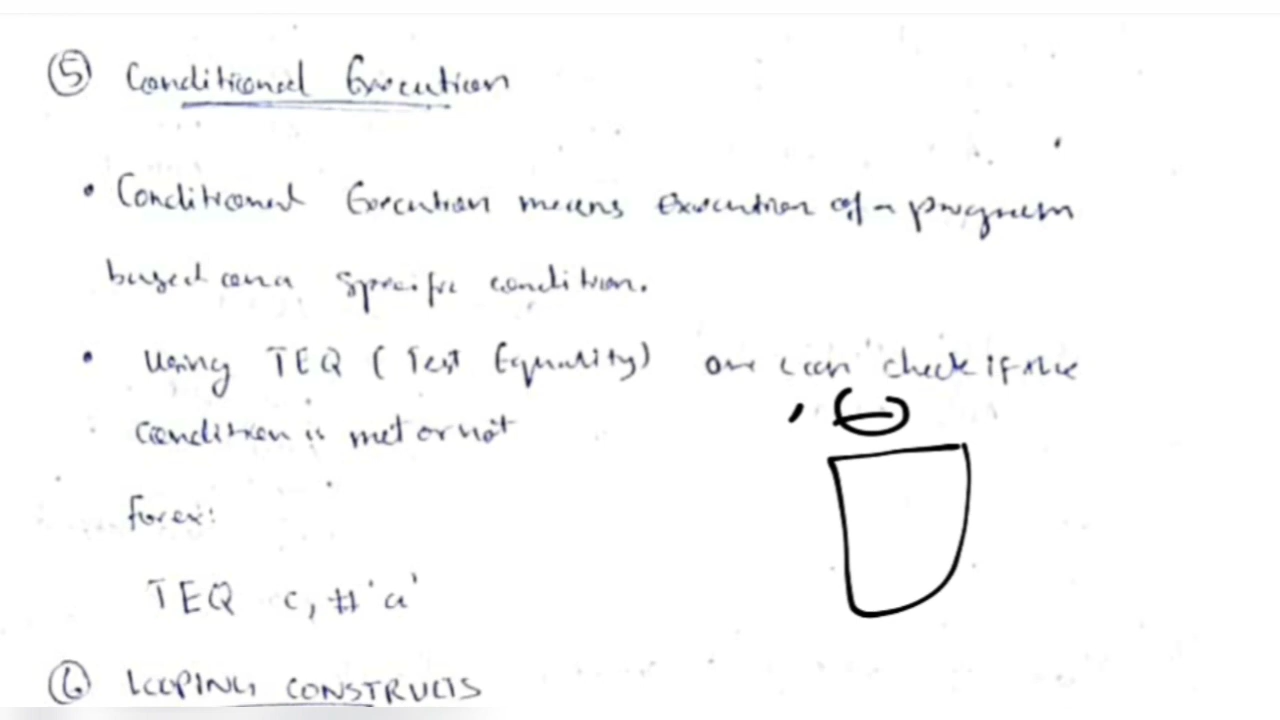 ⑤ Conditional Execution
• Conditional Execution means execution of a program
based on a specific condition.
• Using TEQ (Test Equality) one can check if the
condition is met or not
for ex:
TEQ c, #'a'
⑥ LOOPING CONSTRUCTS